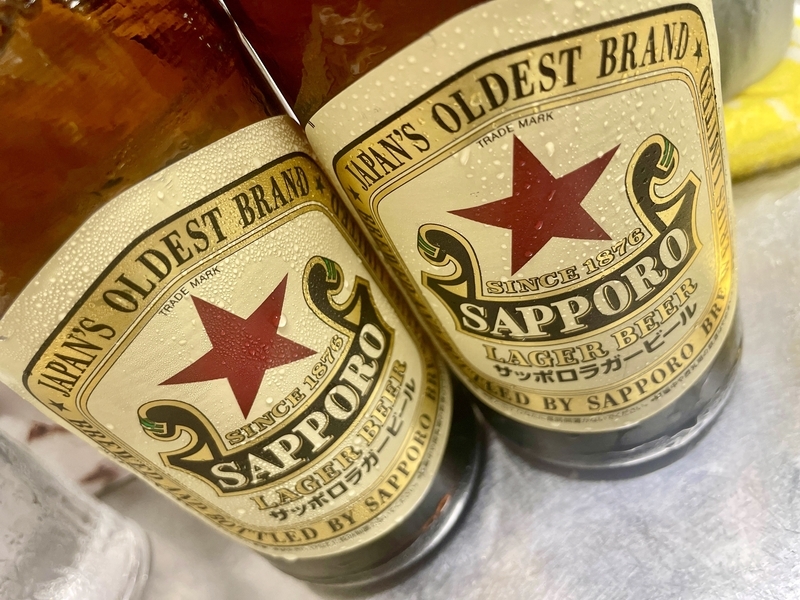 JAPAN'S OLDEST BRAND
TRADE MARK
SINCE 1876
SAPPORO
LAGER BEER
サッポロラガービール
BREWED AND BOTTLED BY SAPPORO BREW
JAPAN'S OLDEST BRAND
TRADE MARK
SINCE 1876
SAPPORO
LAGER BEER
サッポロラガービール
BOTTLED BY SAPPORO